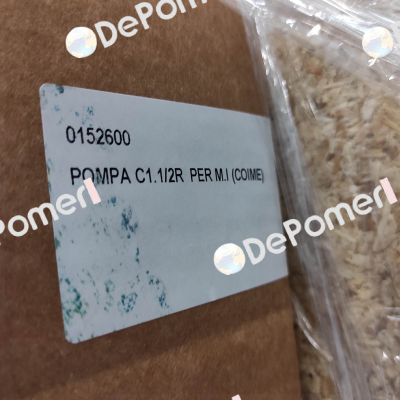 DePomeri
0152600
POMPA C1.1/2R PER M.I (COIME)
DePomeri
DePomeri